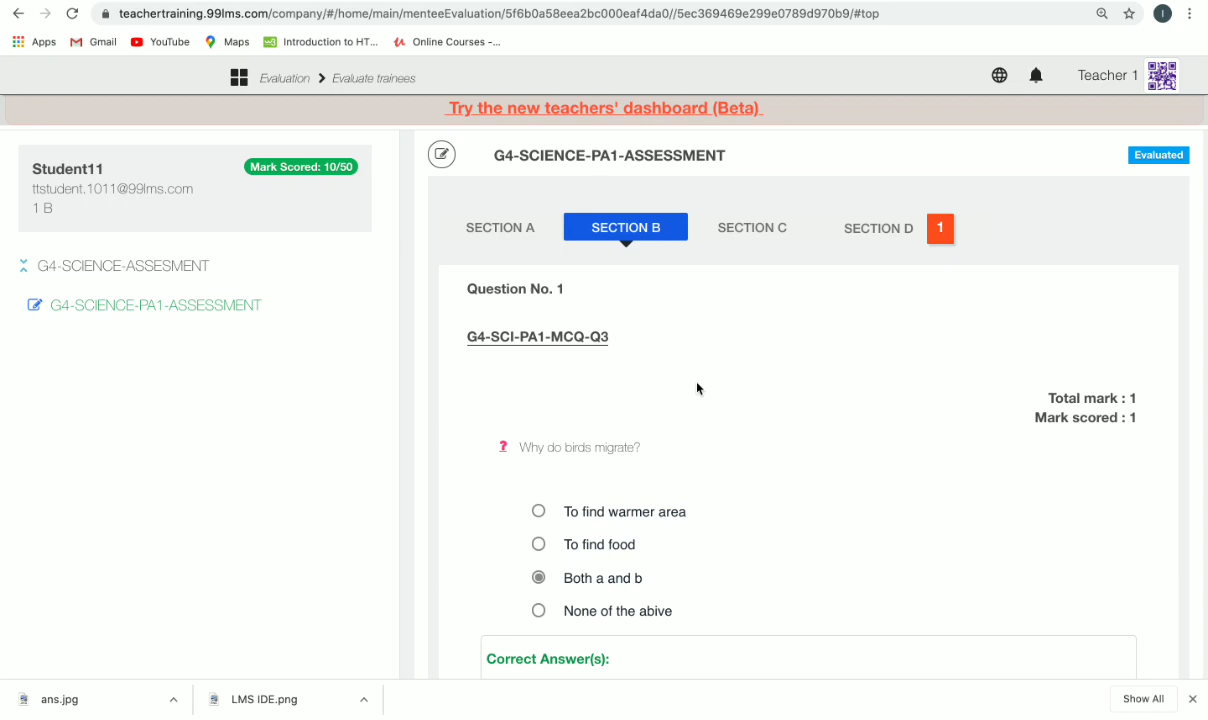 teachertraining.99lms.com/company/#/home/main/menteeEvaluation/5f6b0a58eea2bc000eaf4da0//5ec369469e299e0789d970b9/#top
Apps Gmail YouTube Maps Introduction to HT... Online Courses -...
Evaluation Evaluate trainees
Teacher 1
Try the new teachers' dashboard (Beta)
Student11 Mark Scored: 10/50
ttstudent.1011@99lms.com
1 B
G4-SCIENCE-ASSESMENT
G4-SCIENCE-PA1-ASSESSMENT
G4-SCIENCE-PA1-ASSESSMENT
Evaluated
SECTION A SECTION B SECTION C SECTION D 1
Question No. 1
G4-SCI-PA1-MCQ-Q3
Total mark : 1
Mark scored : 1
? Why do birds migrate?
To find warmer area
To find food
Both a and b
None of the abive
Correct Answer(s):
ans.jpg LMS IDE.png Show All